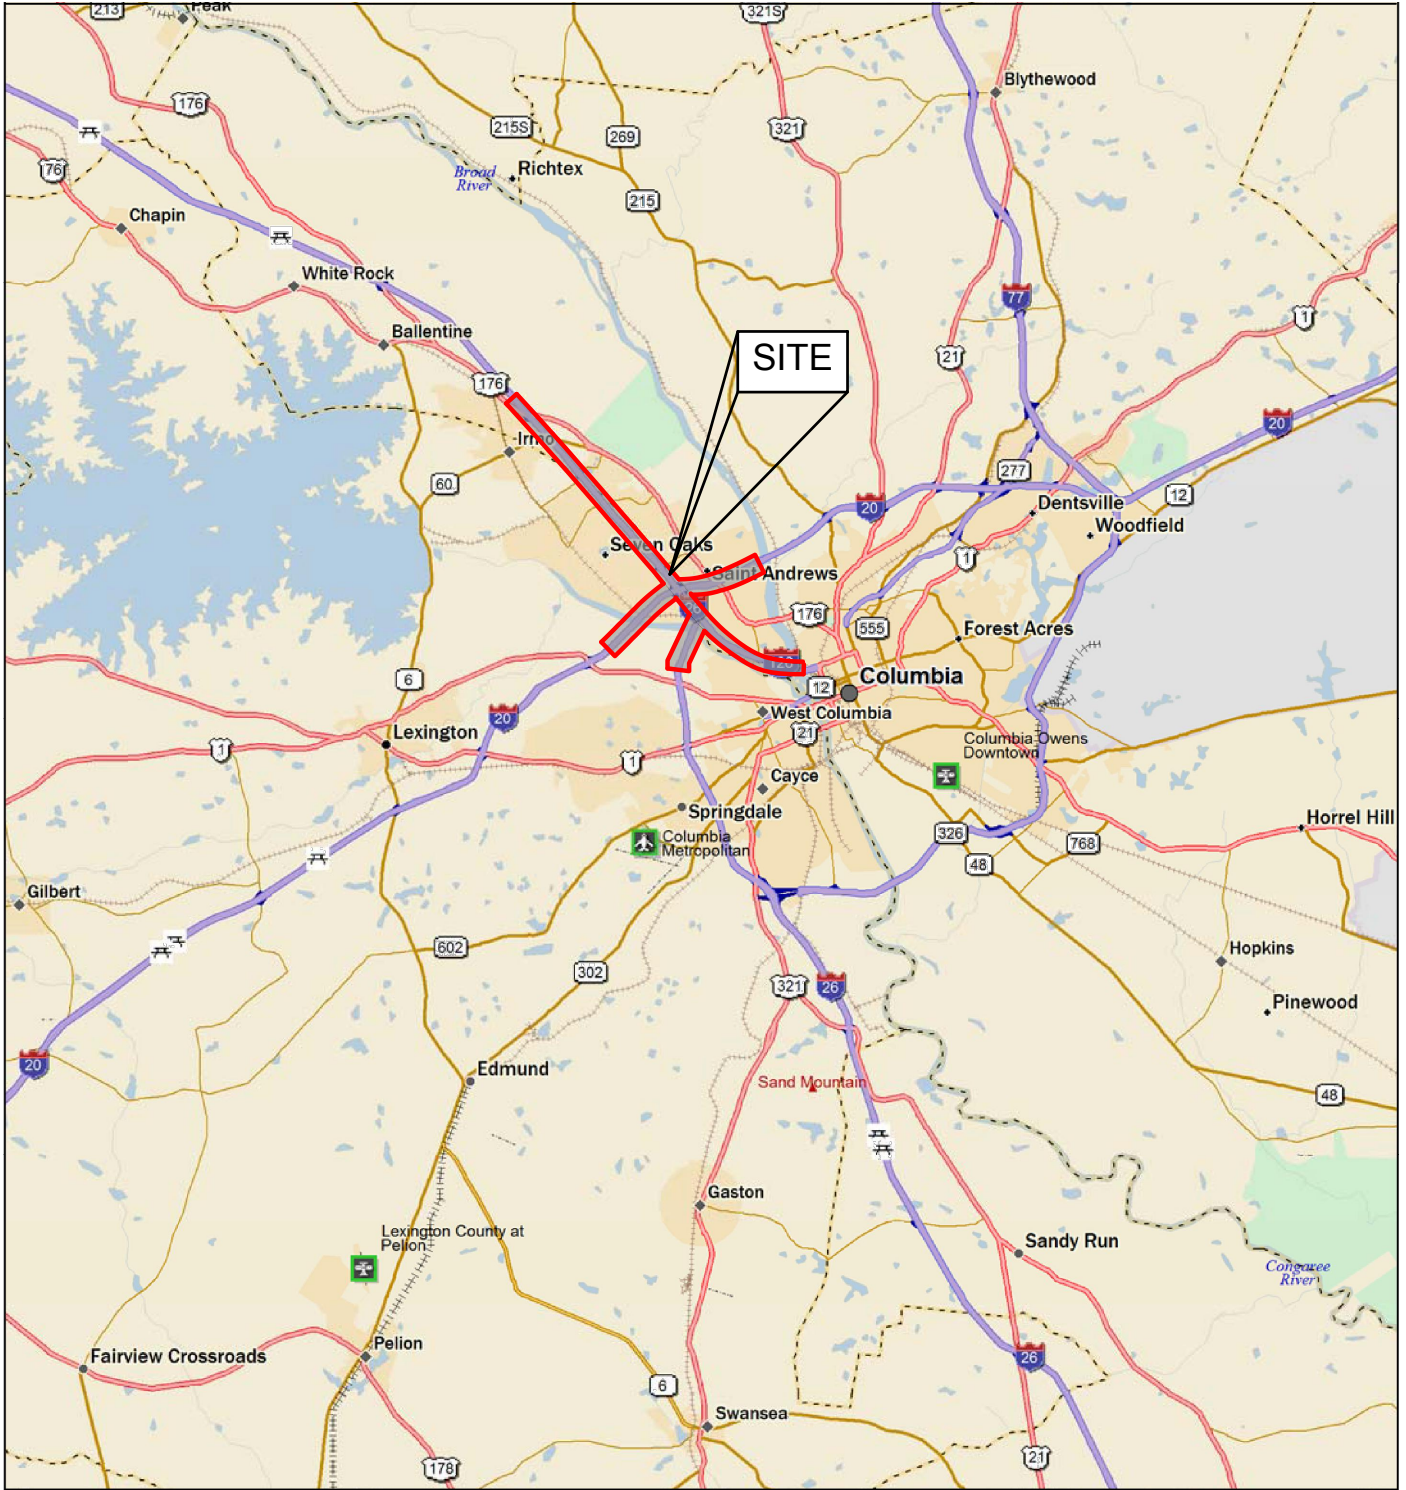 213
Peak
321S
Blythewood
176
215S
269
321
76
Broad
River
Richtex
215
Chapin
White Rock
77
1
Ballentine
SITE
21
176
20
Irmo
277
60
12
20
Dentsville
Woodfield
Seven Oaks
1
Saint Andrews
176
555
Forest Acres
126
6
12
Columbia
20
West Columbia
Lexington
21
Columbia Owens
Downtown
1
1
Cayce
Springdale
Horrel Hill
Columbia
Metropolitan
326
768
48
Gilbert
602
Hopkins
302
321
26
Pinewood
20
Edmund
Sand Mountain
48
Gaston
Lexington County at
Pelion
Sandy Run
Congaree
River
Pelion
Fairview Crossroads
26
6
Swansea
178
21